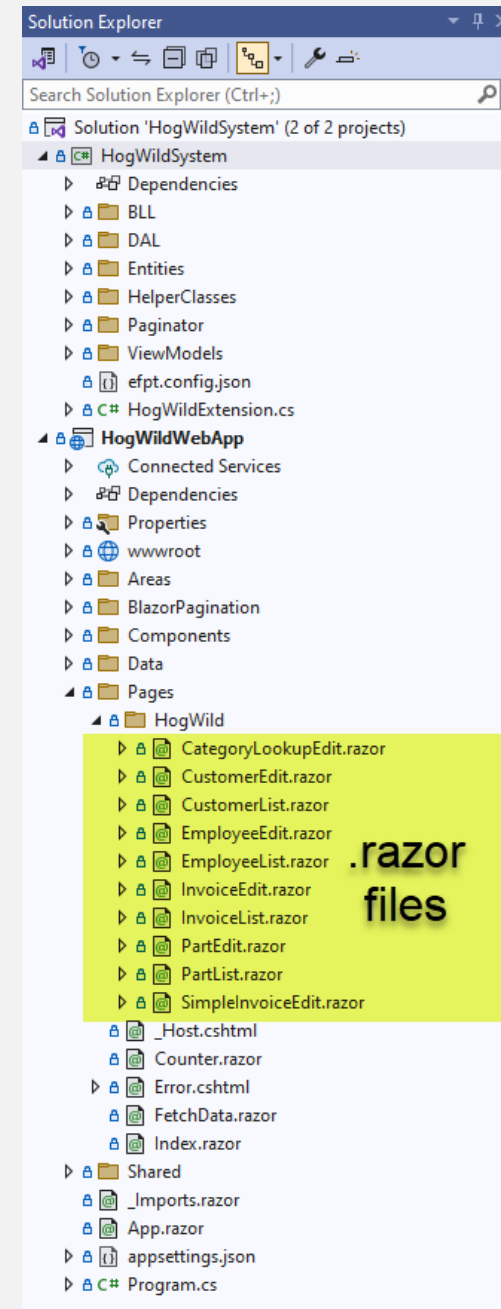 Solution Explorer
Search Solution Explorer (Ctrl+;)
Solution 'HogWildSystem' (2 of 2 projects)
C# HogWildSystem
Dependencies
BLL
DAL
Entities
HelperClasses
Paginator
ViewModels
efpt.config.json
C# HogWildExtension.cs
HogWildWebApp
Connected Services
Dependencies
Properties
wwwroot
Areas
BlazorPagination
Components
Data
Pages
HogWild
CategoryLookupEdit.razor
CustomerEdit.razor
CustomerList.razor
EmployeeEdit.razor
EmployeeList.razor
InvoiceEdit.razor
InvoiceList.razor
PartEdit.razor
PartList.razor
SimpleInvoiceEdit.razor
.razor
files
_Host.cshtml
Counter.razor
Error.cshtml
FetchData.razor
Index.razor
Shared
_Imports.razor
App.razor
appsettings.json
C# Program.cs